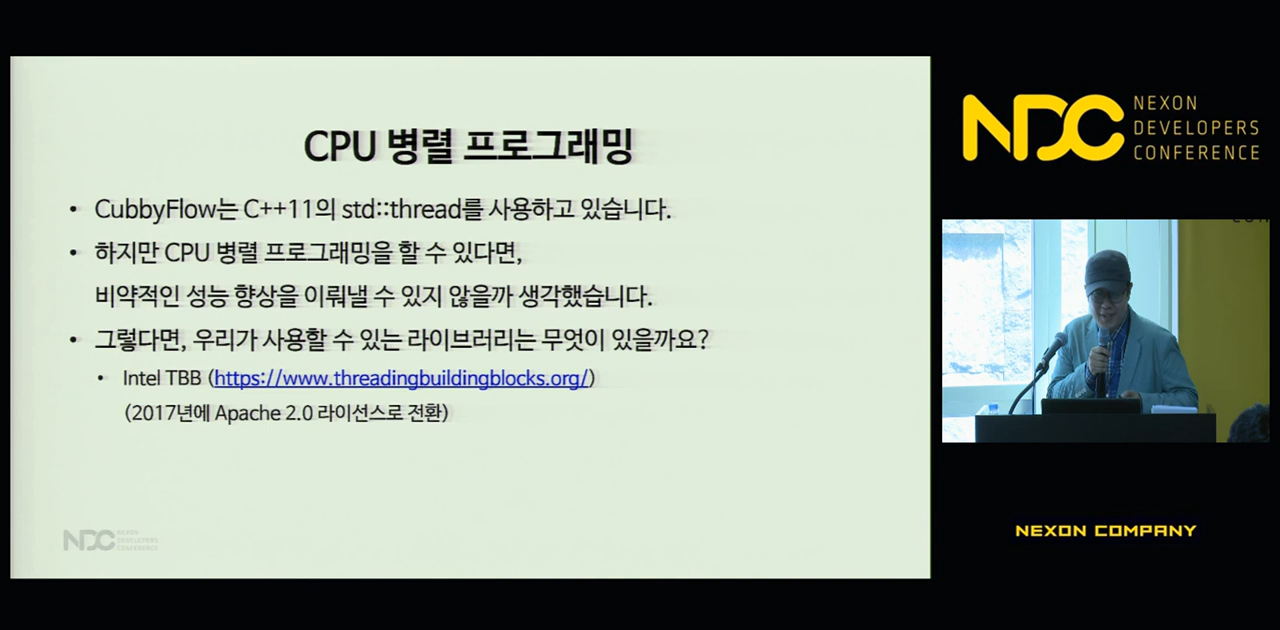 CPU 병렬 프로그래밍
• CubbyFlow는 C++11의 std::thread를 사용하고 있습니다.
• 하지만 CPU 병렬 프로그래밍을 할 수 있다면,
비약적인 성능 향상을 이뤄낼 수 있지 않을까 생각했습니다.
• 그렇다면, 우리가 사용할 수 있는 라이브러리는 무엇이 있을까요?
• Intel TBB (https://www.threadingbuildingblocks.org/)
(2017년에 Apache 2.0 라이선스로 전환)
NDC
NEXON
DEVELOPERS
CONFERENCE
NDC
NEXON
DEVELOPERS
CONFERENCE
NEXON COMPANY